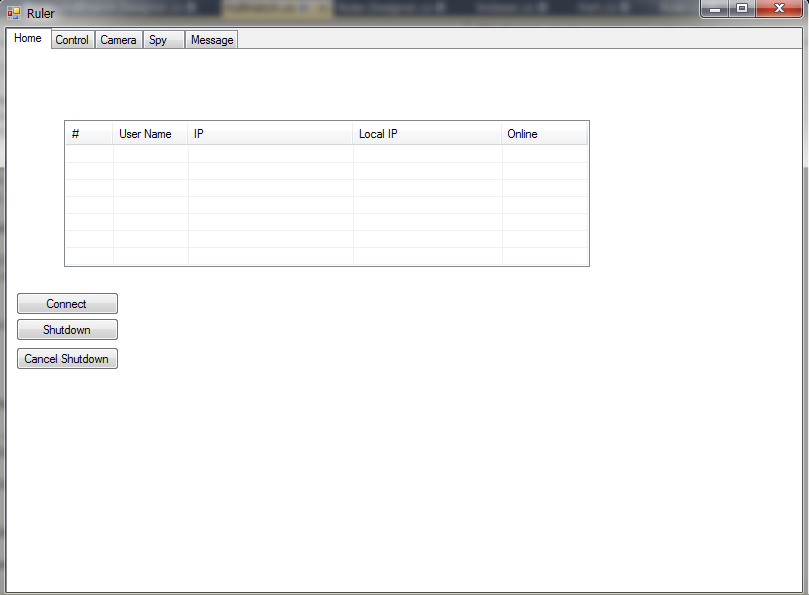 Ruler
Home Control Camera Spy Message
# User Name IP Local IP Online
Connect
Shutdown
Cancel Shutdown